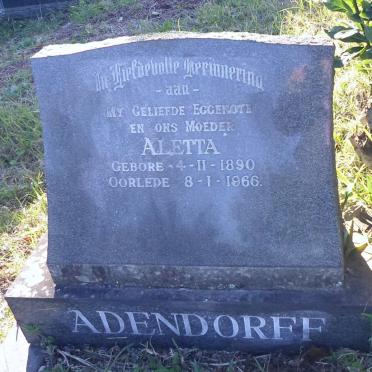 In Liefdevolle Herinnering
- aan -
MY GELIEFDE EGGENOTE
EN ONS MOEDER
ALETTA
GEBORE -4-11-1890
OORLEDE 8-1-1966.
ADENDORFF